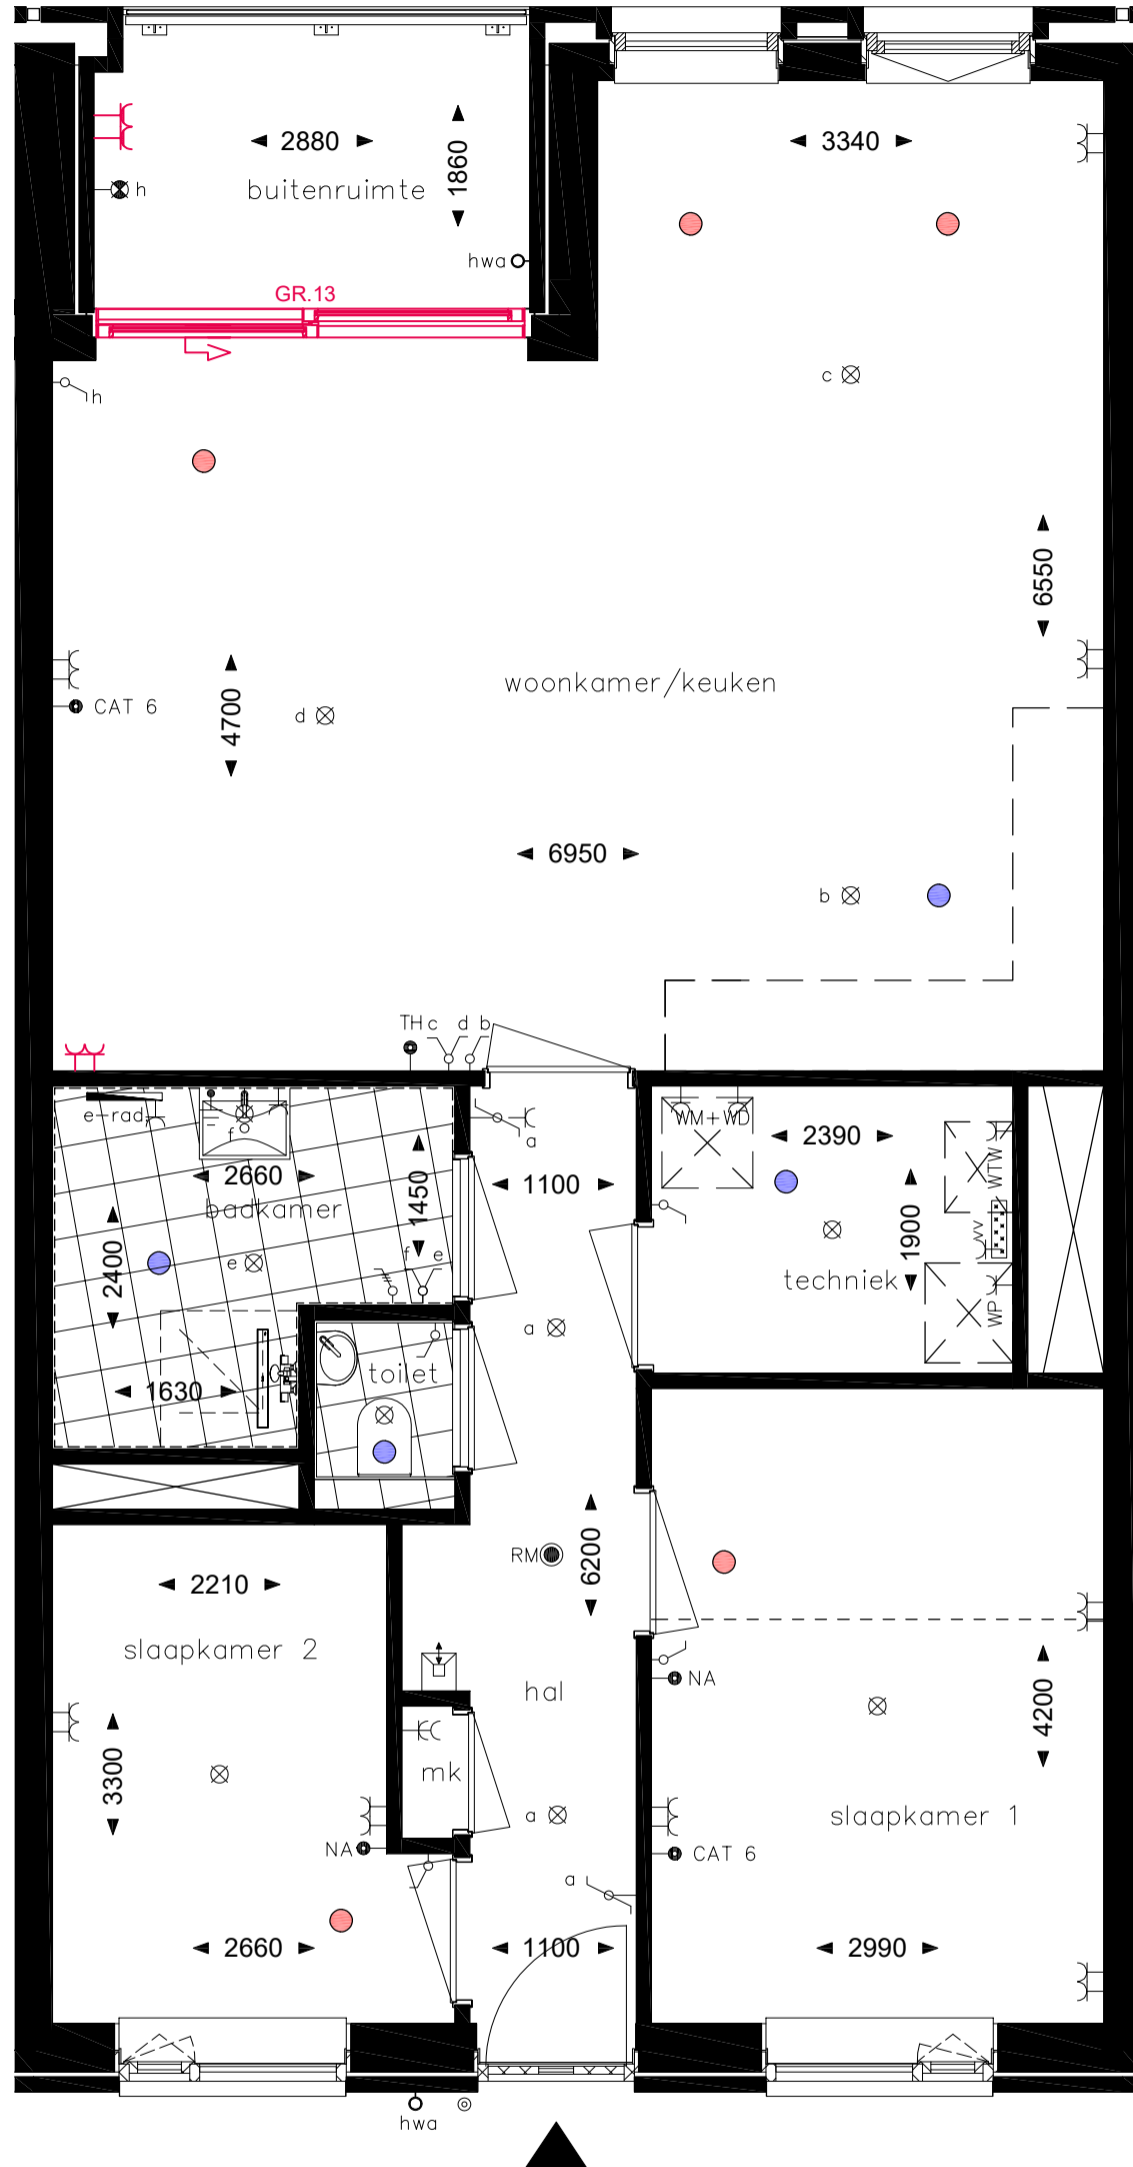 2880
1860
3340
h
buitenruimte
hwa
GR.13
c
h
6550
woonkamer/keuken
4700
CAT 6
d
6950
b
TH c d b
e-rad
f
WM+WD
2390
a
WTW
2660
1450
1100
badkamer
1900
2400
VV
e
f e
techniek
WP
a
toilet
1630
RM
6200
2210
slaapkamer 2
NA
hal
4200
3300
mk
a
slaapkamer 1
NA
CAT 6
a
2660
1100
2990
hwa